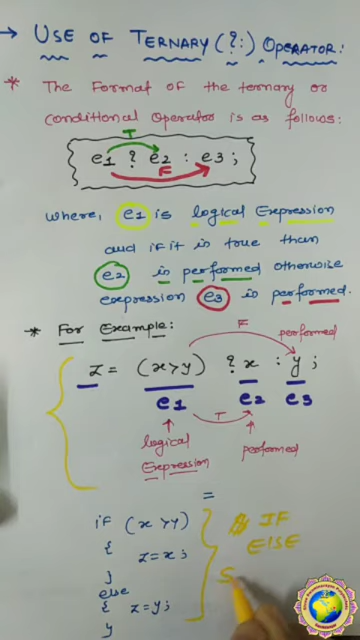 → USE OF TERNARY (?:) OPERATOR:
* The Format of the ternary or
conditional Operator is as follows:
T
e1 ? e2 : e3 ;
F
where, e1 is logical Expression
and if it is true than
e2 is performed otherwise
expression e3 is performed.
* For Example:
F performed
z = (x>y) ? x : y ;
e1 T e2 e3
logical Expression
performed
=
if (x>y)
{
z=x;
}
else
{ z=y;
}
IF
ELSE
S